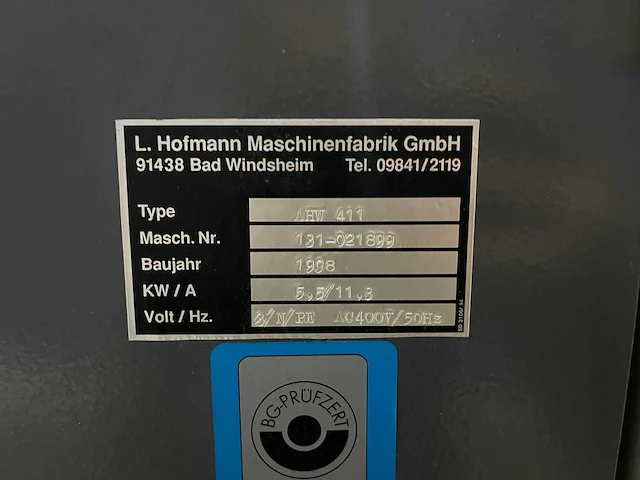 L. Hofmann Maschinenfabrik GmbH
91438 Bad Windsheim Tel. 09841/2119
Type AHW 411
Masch. Nr. 131-021899
Baujahr 1998
KW / A 5,5/11,3
Volt / Hz. 3/N/PE AC400V/50Hz
BG-PRÜFZERT